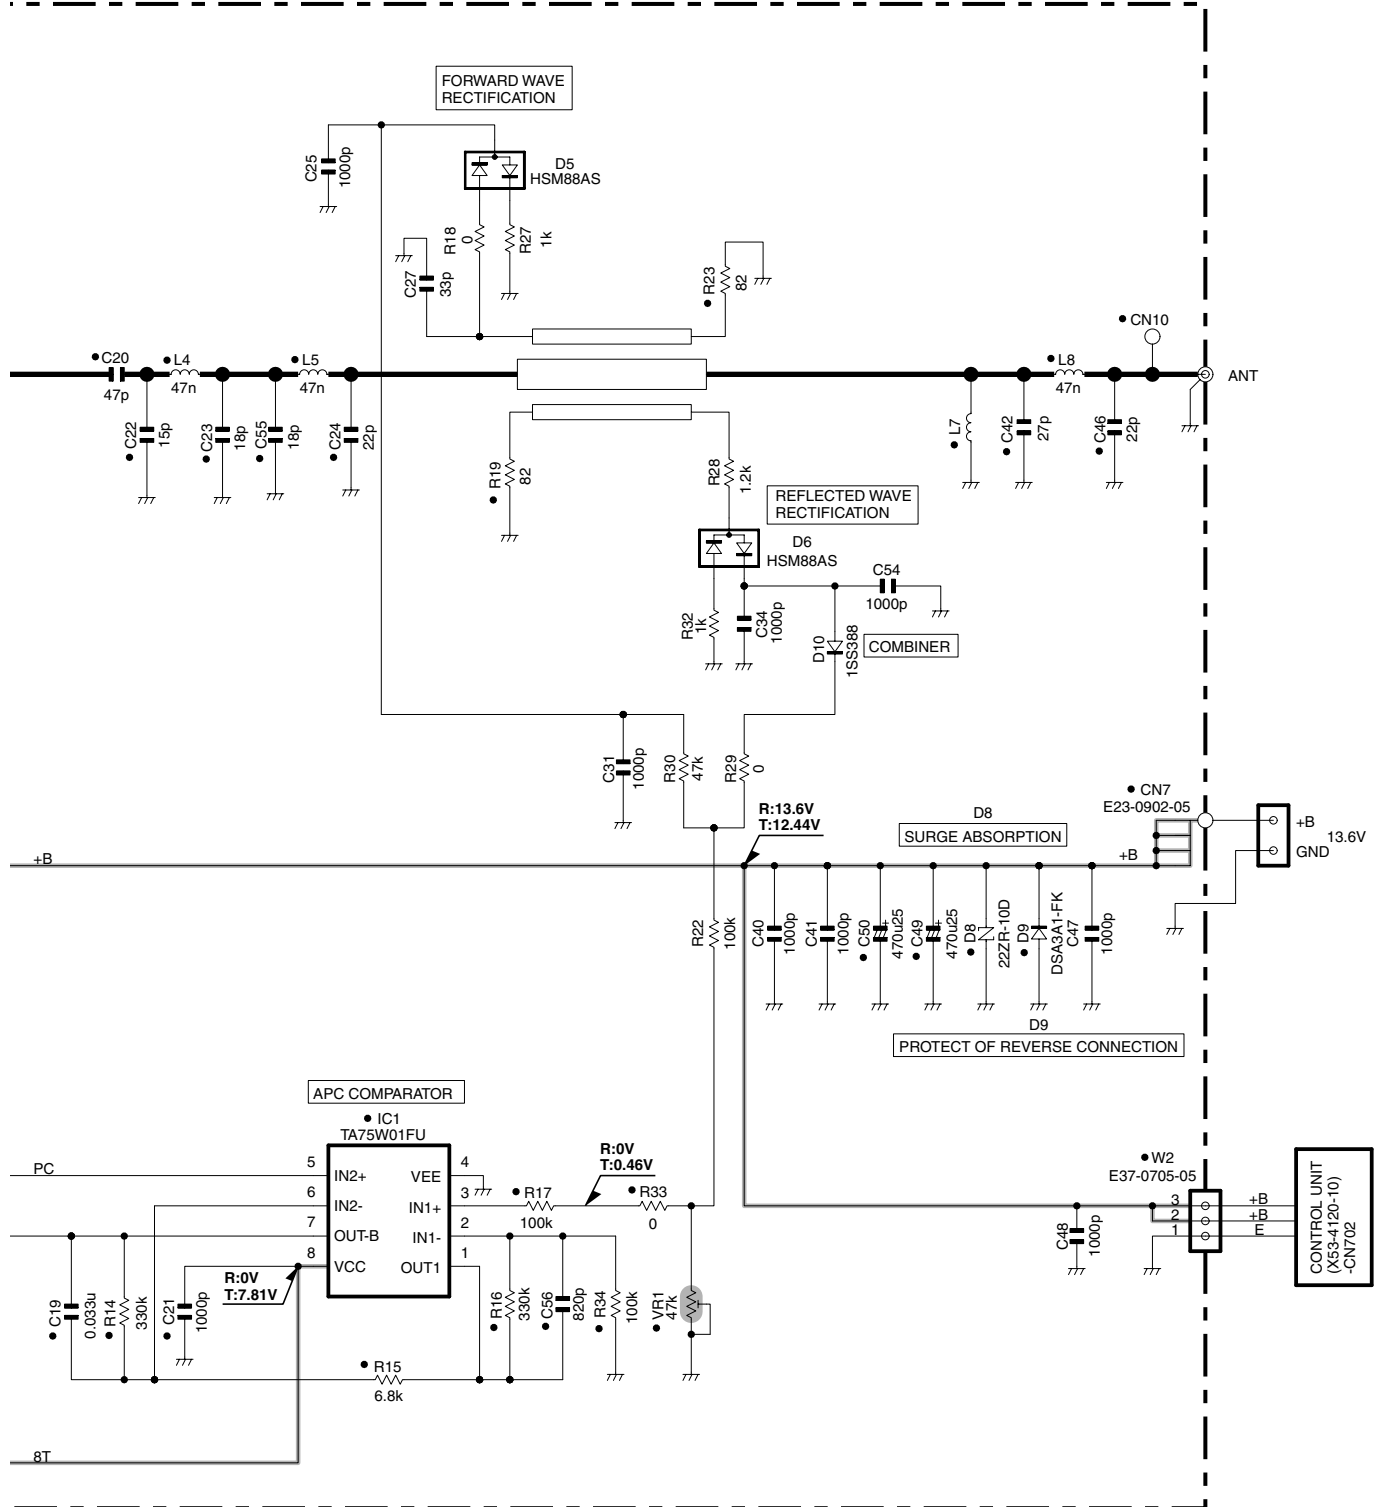 FORWARD WAVE
RECTIFICATION
C25
1000p
D5
HSM88AS
R18
0
R27
1k
C27
33p
R23
82
CN10
C20
47p
L4
47n
L5
47n
L8
47n
ANT
C22
15p
C23
18p
C55
18p
C24
22p
L7
C42
27p
C46
22p
R19
82
R28
1.2k
REFLECTED WAVE
RECTIFICATION
D6
HSM88AS
C54
1000p
R32
1k
C34
1000p
D10
1SS388
COMBINER
C31
1000p
R30
47k
R29
0
CN7
E23-0902-05
R:13.6V
T:12.44V
D8
SURGE ABSORPTION
+B
13.6V
GND
+B
+B
R22
100k
C40
1000p
C41
1000p
C50
470u25
+
C49
470u25
+
D8
22ZR-10D
D9
DSA3A1-FK
C47
1000p
D9
PROTECT OF REVERSE CONNECTION
APC COMPARATOR
IC1
TA75W01FU
PC
5
IN2+
VEE
4
6
IN2-
IN1+
3
7
OUT-B
IN1-
2
8
VCC
OUT1
1
R:0V
T:0.46V
R17
100k
R33
0
R:0V
T:7.81V
C19
0.033u
R14
330k
C21
1000p
R16
330k
C56
820p
R34
100k
VR1
47k
R15
6.8k
8T
W2
E37-0705-05
3
2
1
+B
+B
E
C48
1000p
CONTROL UNIT
(X53-4120-10)
-CN702